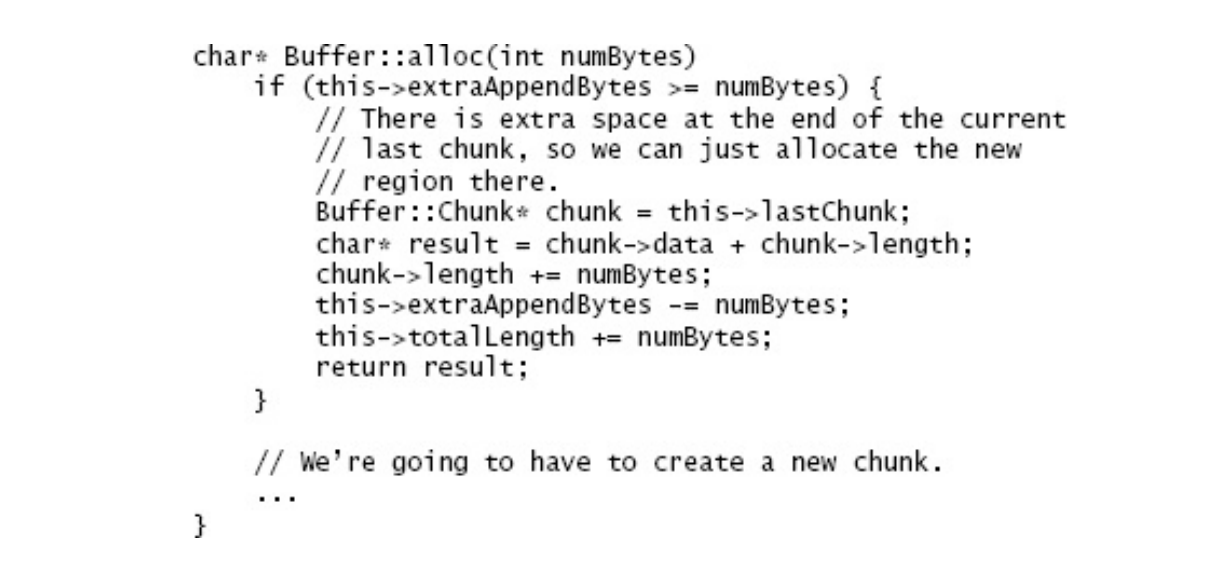 char* Buffer::alloc(int numBytes)
    if (this->extraAppendBytes >= numBytes) {
        // There is extra space at the end of the current
        // last chunk, so we can just allocate the new
        // region there.
        Buffer::Chunk* chunk = this->lastChunk;
        char* result = chunk->data + chunk->length;
        chunk->length += numBytes;
        this->extraAppendBytes -= numBytes;
        this->totalLength += numBytes;
        return result;
    }

    // We’re going to have to create a new chunk.
    ...
}